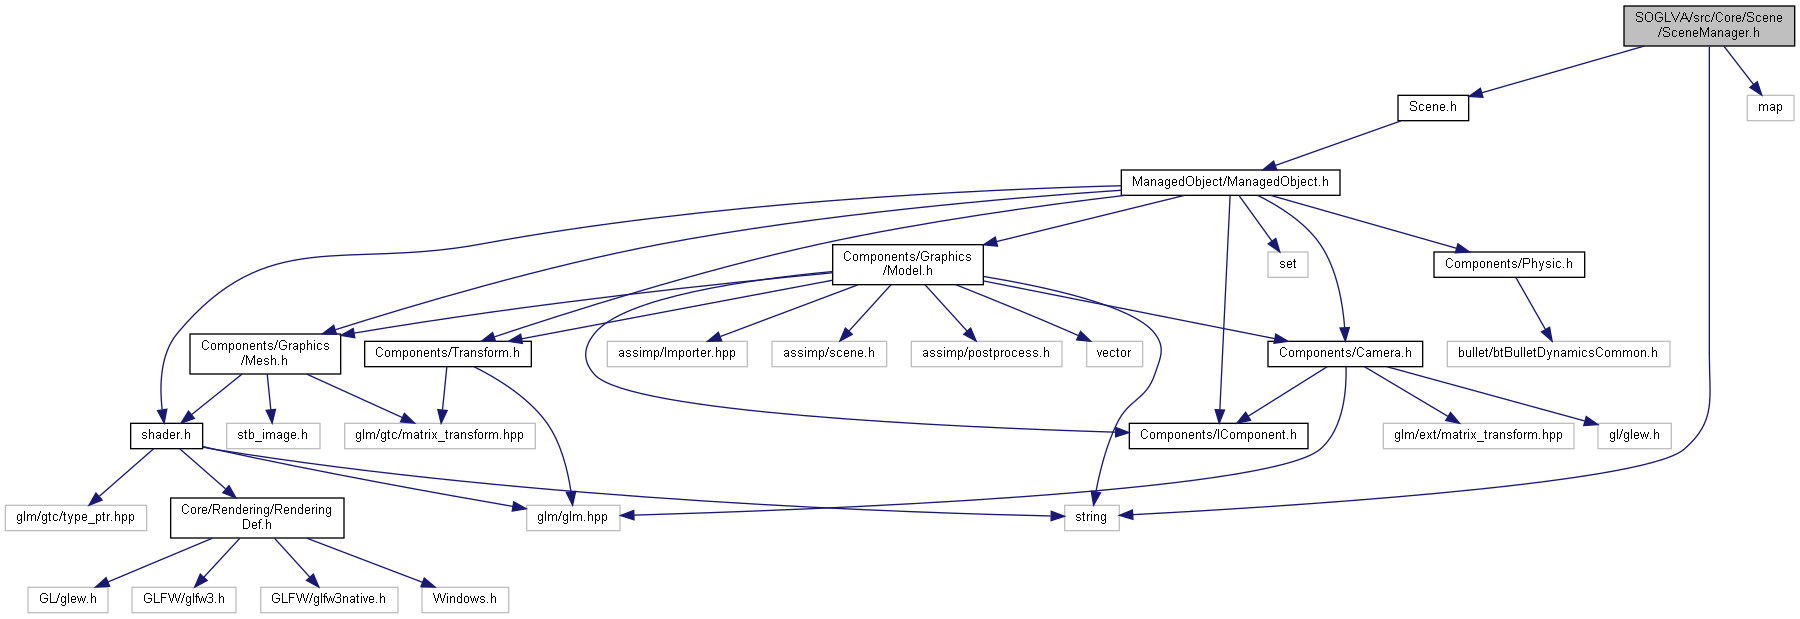 SOGLVA/src/Core/Scene
/SceneManager.h
Scene.h
map
ManagedObject/ManagedObject.h
Components/Graphics
/Model.h
set
Components/Physic.h
Components/Graphics
/Mesh.h
Components/Transform.h
assimp/Importer.hpp
assimp/scene.h
assimp/postprocess.h
vector
Components/Camera.h
bullet/btBulletDynamicsCommon.h
shader.h
stb_image.h
glm/gtc/matrix_transform.hpp
Components/IComponent.h
glm/ext/matrix_transform.hpp
gl/glew.h
glm/gtc/type_ptr.hpp
Core/Rendering/Rendering
Def.h
glm/glm.hpp
string
GL/glew.h
GLFW/glfw3.h
GLFW/glfw3native.h
Windows.h